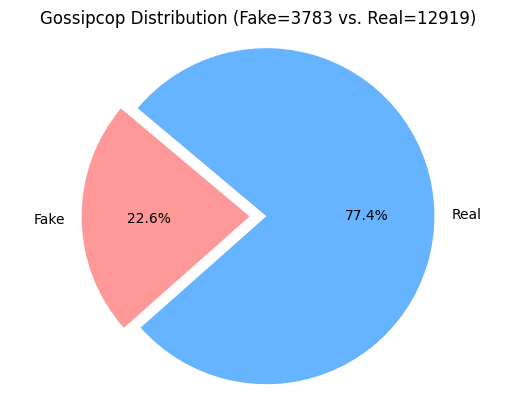 Gossipcop Distribution (Fake=3783 vs. Real=12919)
Fake
22.6%
77.4%
Real